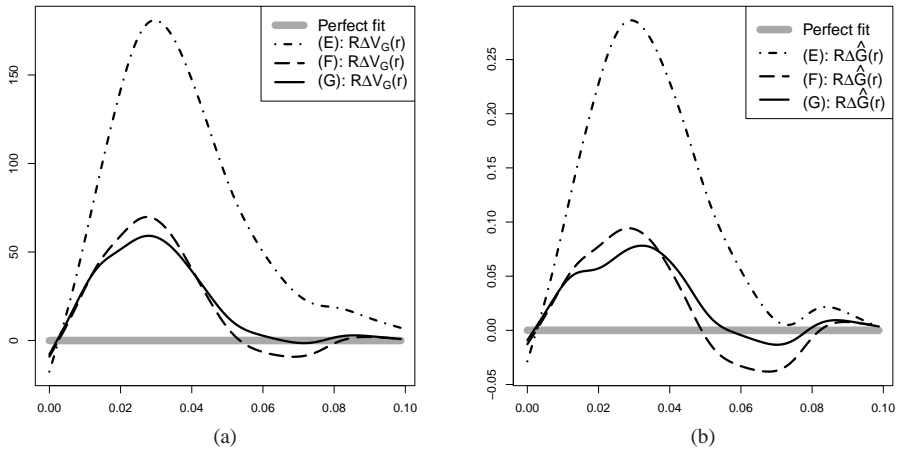 Perfect fit
(E): RΔV_G(r)
(F): RΔV_G(r)
(G): RΔV_G(r)
150
100
50
0
0.00 0.02 0.04 0.06 0.08 0.10
(a)
Perfect fit
(E): RΔĜ(r)
(F): RΔĜ(r)
(G): RΔĜ(r)
0.25
0.20
0.15
0.10
0.05
0.00
−0.05
0.00 0.02 0.04 0.06 0.08 0.10
(b)